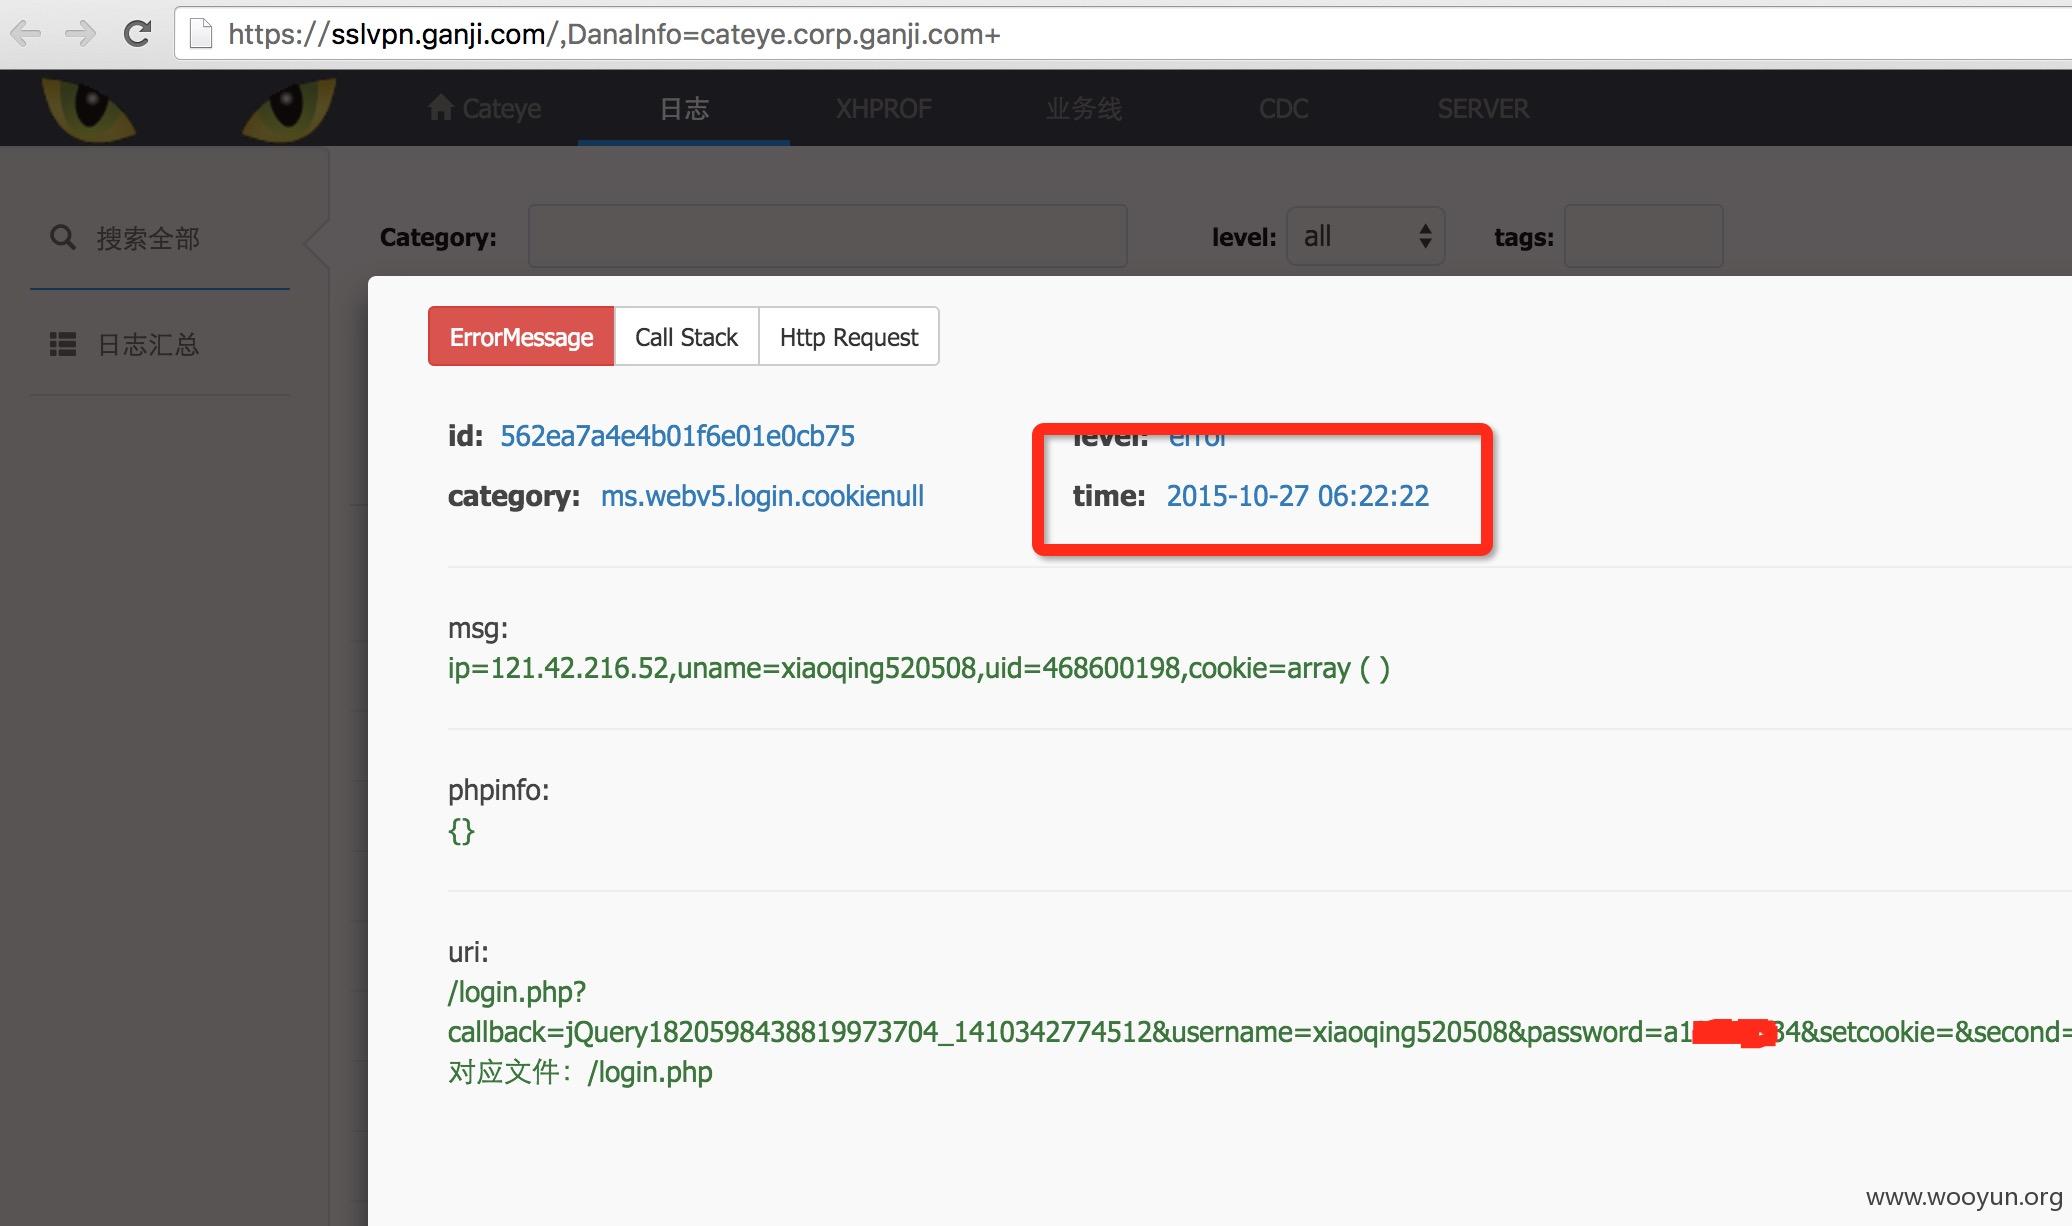 https://sslvpn.ganji.com/,DanaInfo=cateye.corp.ganji.com+
Cateye 日志 XHPROF 业务线 CDC SERVER
搜索全部
Category: level: all tags:
日志汇总
ErrorMessage Call Stack Http Request
id: 562ea7a4e4b01f6e01e0cb75 level: error
category: ms.webv5.login.cookienull time: 2015-10-27 06:22:22
msg:
ip=121.42.216.52,uname=xiaoqing520508,uid=468600198,cookie=array ( )
phpinfo:
{}
uri:
/login.php?
callback=jQuery1820598438819973704_1410342774512&username=xiaoqing520508&password=a1 34&setcookie=&second=
对应文件：/login.php
www.wooyun.org